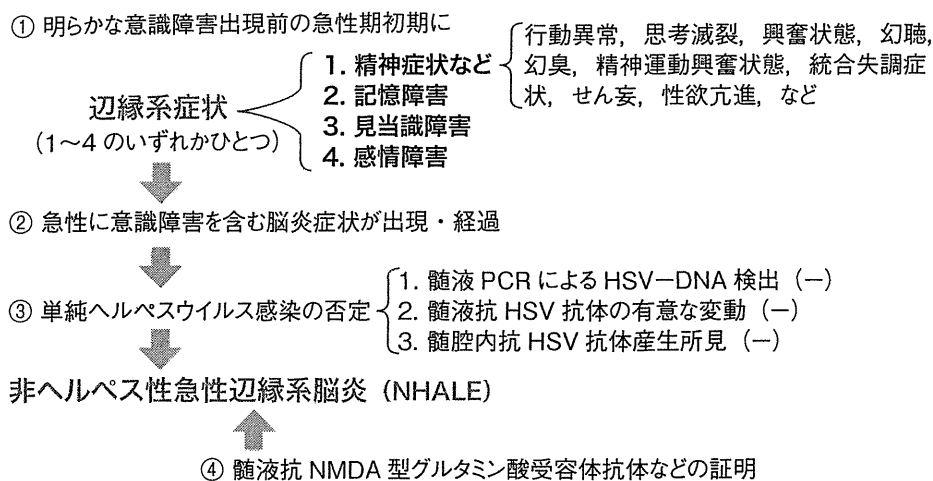 ① 明らかな意識障害出現前の急性期初期に
辺縁系症状
(1～4 のいずれかひとつ)
1. 精神症状など
2. 記憶障害
3. 見当識障害
4. 感情障害
行動異常，思考滅裂，興奮状態，幻聴，
幻臭，精神運動興奮状態，統合失調症
状，せん妄，性欲亢進，など
② 急性に意識障害を含む脳炎症状が出現・経過
③ 単純ヘルペスウイルス感染の否定
1. 髄液 PCR による HSV－DNA 検出（－）
2. 髄液抗 HSV 抗体の有意な変動（－）
3. 髄腔内抗 HSV 抗体産生所見（－）
非ヘルペス性急性辺縁系脳炎（NHALE）
④ 髄液抗 NMDA 型グルタミン酸受容体抗体などの証明